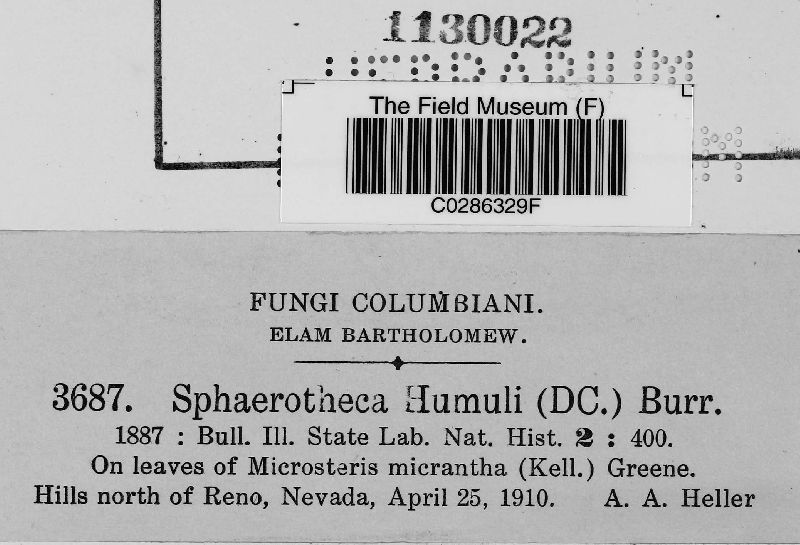 1130022
The Field Museum (F)
C0286329F
FUNGI COLUMBIANI.
ELAM BARTHOLOMEW.
3687. Sphaerotheca Humuli (DC.) Burr.
1887 : Bull. Ill. State Lab. Nat. Hist. 2 : 400.
On leaves of Microsteris micrantha (Kell.) Greene.
Hills north of Reno, Nevada, April 25, 1910. A. A. Heller